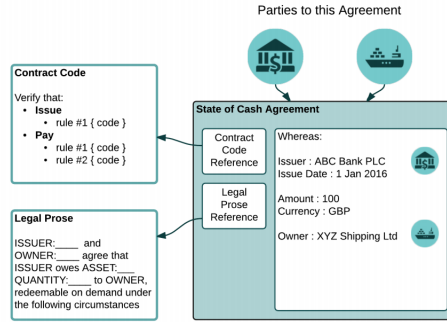 Parties to this Agreement
Contract Code
Verify that:
• Issue
• rule #1 { code }
• Pay
• rule #1 { code }
• rule #2 { code }
State of Cash Agreement
Contract
Code
Reference
Legal
Prose
Reference
Whereas:
Issuer : ABC Bank PLC
Issue Date : 1 Jan 2016
Amount : 100
Currency : GBP
Owner : XYZ Shipping Ltd
Legal Prose
ISSUER:____ and
OWNER:____ agree that
ISSUER owes ASSET:___
QUANTITY:____ to OWNER,
redeemable on demand under
the following circumstances